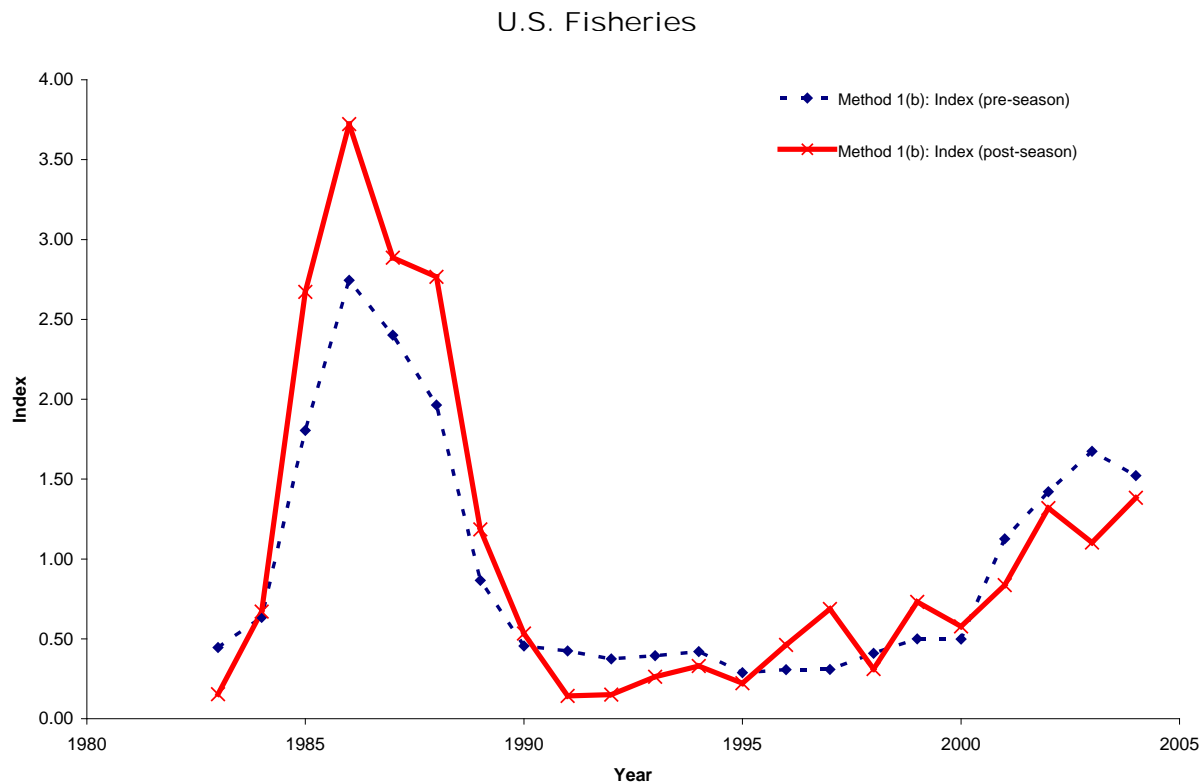 U.S. Fisheries
4.00
3.50
3.00
2.50
2.00
1.50
1.00
0.50
0.00
Index
Method 1(b): Index (pre-season)
Method 1(b): Index (post-season)
1980 1985 1990 1995 2000 2005
Year